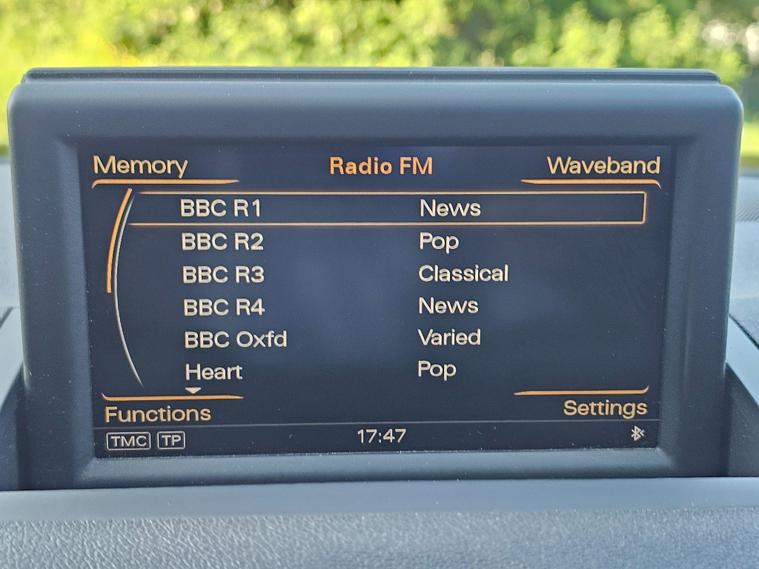 Memory Radio FM Waveband
BBC R1 News
BBC R2 Pop
BBC R3 Classical
BBC R4 News
BBC Oxfd Varied
Heart Pop
Functions Settings
TMC TP 17:47